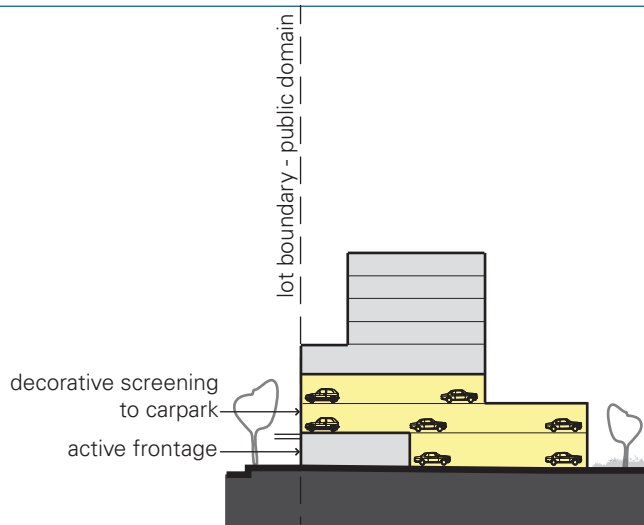 lot boundary - public domain
decorative screening
to carpark
active frontage